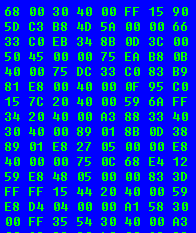 68 00 30 40 00 FF 15 90
5D C3 B8 4D 5A 00 00 66
33 C0 EB 34 8B 0D 3C 00
50 45 00 00 75 EA B8 0B
40 00 75 DC 33 C0 83 B9
81 E8 00 40 00 0F 95 C0
15 7C 20 40 00 59 6A FF
34 20 40 00 A3 88 33 40
30 40 00 89 01 8B 0D 38
89 01 E8 27 05 00 00 E8
40 00 00 75 0C 68 E4 12
59 E8 48 05 00 00 83 3D
FF FF 15 44 20 40 00 59
E8 D4 04 00 00 A1 58 30
00 FF 35 54 30 40 00 A3